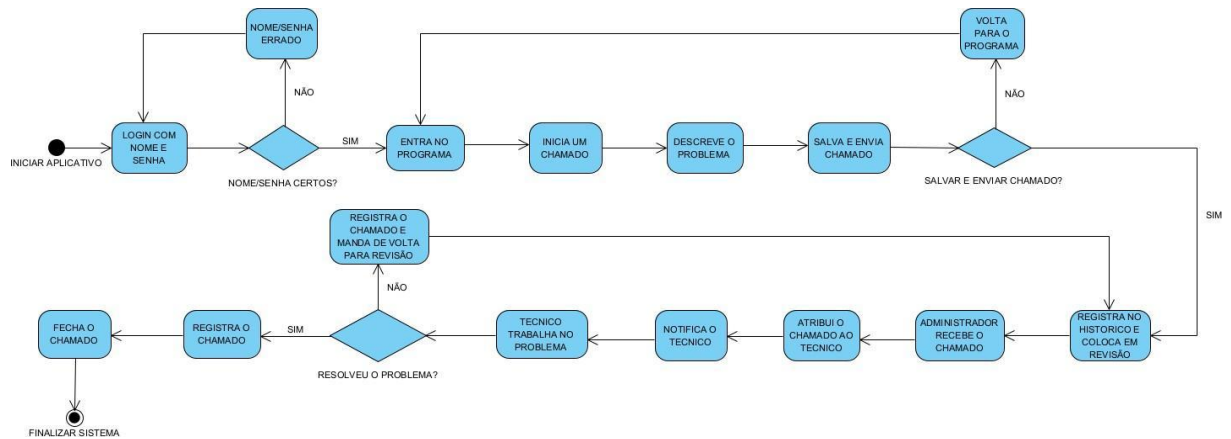 NOME/SENHA
ERRADO
VOLTA
PARA O
PROGRAMA
NÃO
NÃO
INICIAR APLICATIVO
LOGIN COM
NOME E
SENHA
NOME/SENHA CERTOS?
SIM
ENTRA NO
PROGRAMA
INICIA UM
CHAMADO
DESCREVE O
PROBLEMA
SALVA E ENVIA
CHAMADO
SALVAR E ENVIAR CHAMADO?
SIM
REGISTRA O
CHAMADO E
MANDA DE VOLTA
PARA REVISÃO
NÃO
FECHA O
CHAMADO
REGISTRA O
CHAMADO
SIM
RESOLVEU O PROBLEMA?
TECNICO
TRABALHA NO
PROBLEMA
NOTIFICA O
TECNICO
ATRIBUI O
CHAMADO AO
TECNICO
ADMINISTRADOR
RECEBE O
CHAMADO
REGISTRA NO
HISTORICO E
COLOCA EM
REVISÃO
FINALIZAR SISTEMA